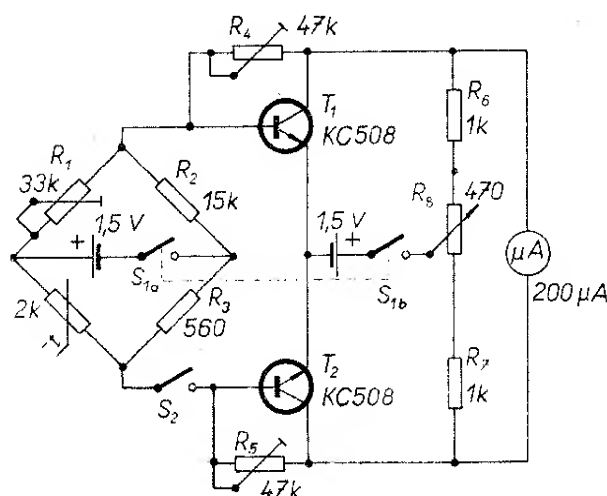 R4 47k
T1
KC508
R6
1k
R1
33k
R2
15k
R8 470
+ 1,5 V
1,5 V
+
S1a
S1b
μA
200 μA
2k
-t
R3
560
T2
KC508
R7
1k
S2
R5
47k